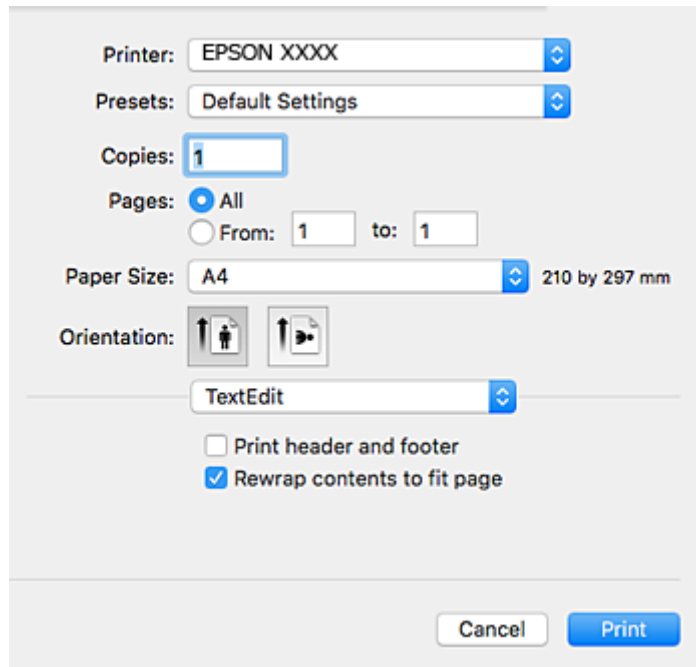 Printer: EPSON XXXX
Presets: Default Settings
Copies: 1
Pages: All
From: 1 to: 1
Paper Size: A4 210 by 297 mm
Orientation:
TextEdit
Print header and footer
Rewrap contents to fit page
Cancel Print